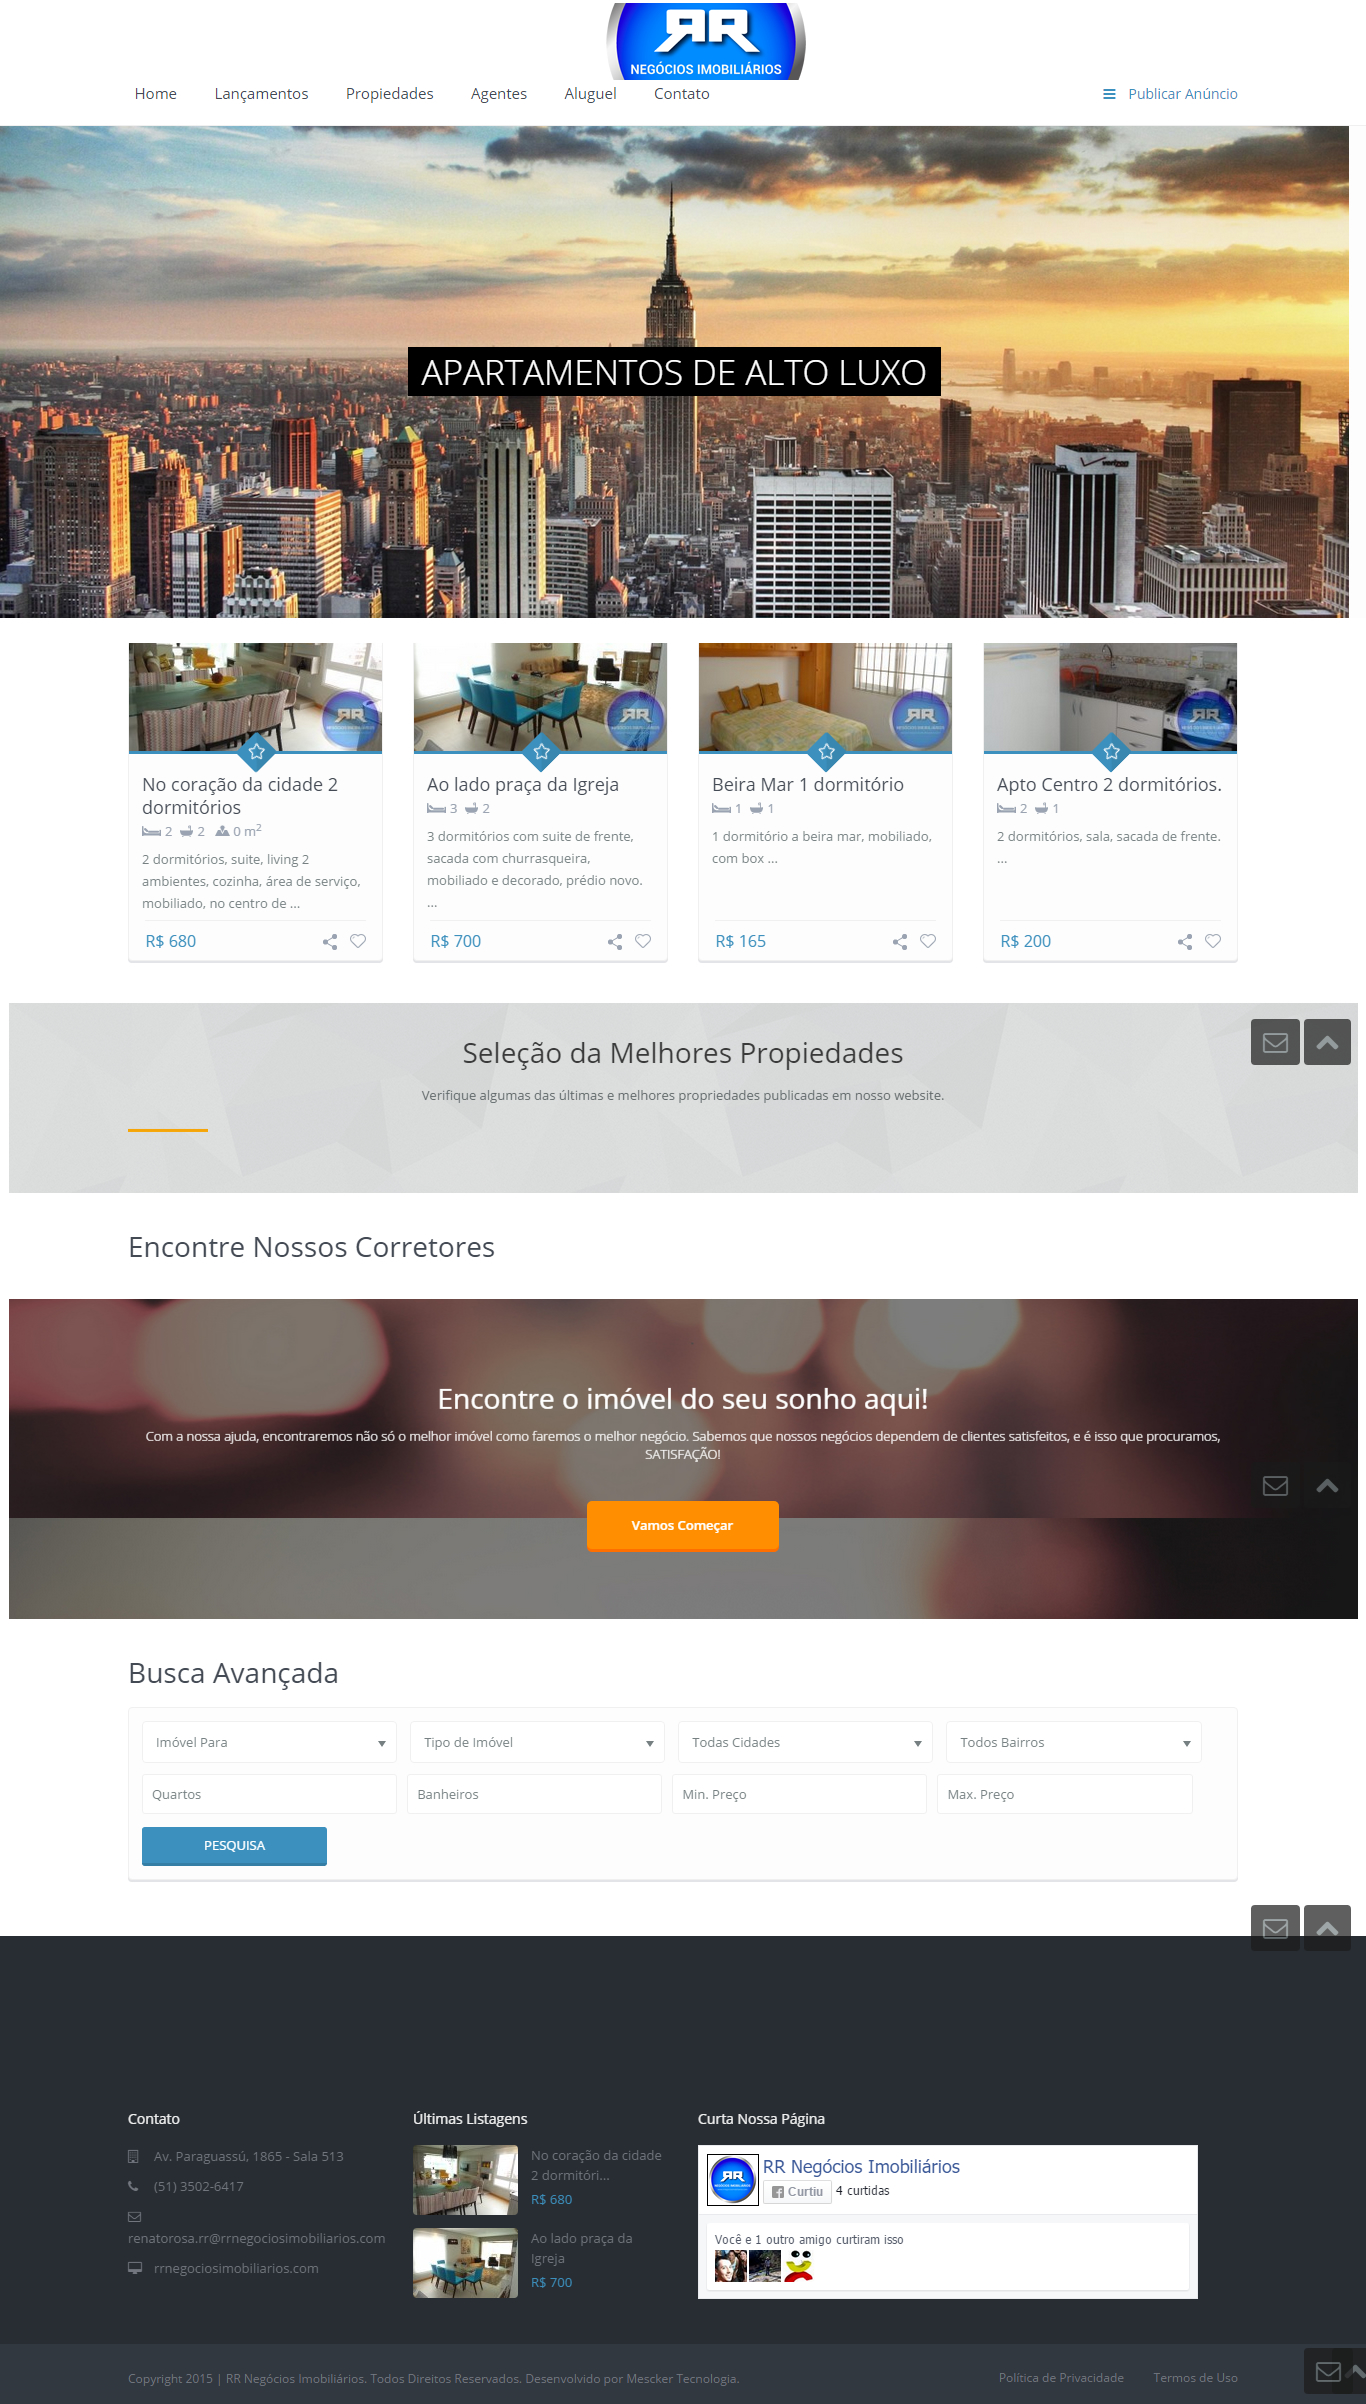 RR
NEGÓCIOS IMOBILIÁRIOS
Home
Lançamentos
Propiedades
Agentes
Aluguel
Contato
Publicar Anúncio
verizon
APARTAMENTOS DE ALTO LUXO
No coração da cidade 2
dormitórios
2 2 0 m²
2 dormitórios, suite, living 2
ambientes, cozinha, área de serviço,
mobiliado, no centro de ...
R$ 680
Ao lado praça da Igreja
3 2
3 dormitórios com suite de frente,
sacada com churrasqueira,
mobiliado e decorado, prédio novo.
...
R$ 700
Beira Mar 1 dormitório
1 1
1 dormitório a beira mar, mobiliado,
com box ...
R$ 165
Apto Centro 2 dormitórios.
2 1
2 dormitórios, sala, sacada de frente.
...
R$ 200
Seleção da Melhores Propiedades
Verifique algumas das últimas e melhores propriedades publicadas em nosso website.
Encontre Nossos Corretores
Encontre o imóvel do seu sonho aqui!
Com a nossa ajuda, encontraremos não só o melhor imóvel como faremos o melhor negócio. Sabemos que nossos negócios dependem de clientes satisfeitos, e é isso que procuramos,
SATISFAÇÃO!
Vamos Começar
Busca Avançada
Imóvel Para
Tipo de Imóvel
Todas Cidades
Todos Bairros
Quartos
Banheiros
Min. Preço
Max. Preço
PESQUISA
Contato
Av. Paraguassú, 1865 - Sala 513
(51) 3502-6417
renatorosa.rr@rrnegociosimobiliarios.com
rrnegociosimobiliarios.com
Últimas Listagens
No coração da cidade
2 dormitóri...
R$ 680
Ao lado praça da
Igreja
R$ 700
Curta Nossa Página
RR Negócios Imobiliários
Curtiu 4 curtidas
Você e 1 outro amigo curtiram isso
Copyright 2015 | RR Negócios Imobiliários. Todos Direitos Reservados. Desenvolvido por Mescker Tecnologia.
Política de Privacidade
Termos de Uso